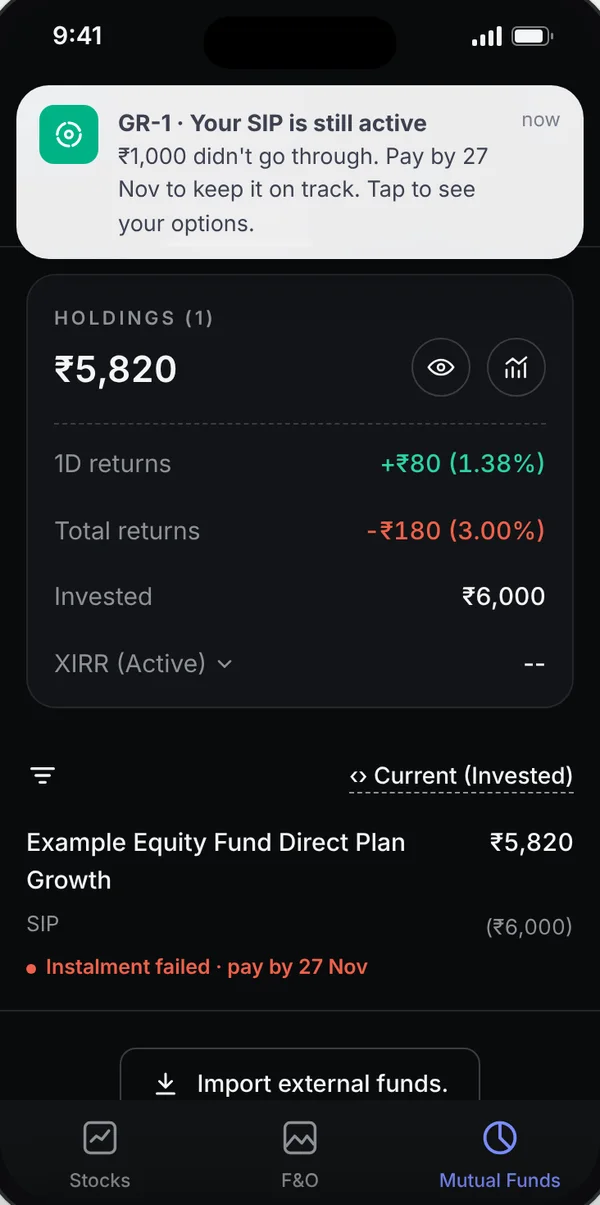 9:41
GR-1 · Your SIP is still active
now
₹1,000 didn't go through. Pay by 27
Nov to keep it on track. Tap to see
your options.
HOLDINGS (1)
₹5,820
1D returns
+₹80 (1.38%)
Total returns
-₹180 (3.00%)
Invested
₹6,000
XIRR (Active)
--
Current (Invested)
Example Equity Fund Direct Plan
₹5,820
Growth
SIP
(₹6,000)
Instalment failed · pay by 27 Nov
Import external funds.
Stocks
F&O
Mutual Funds